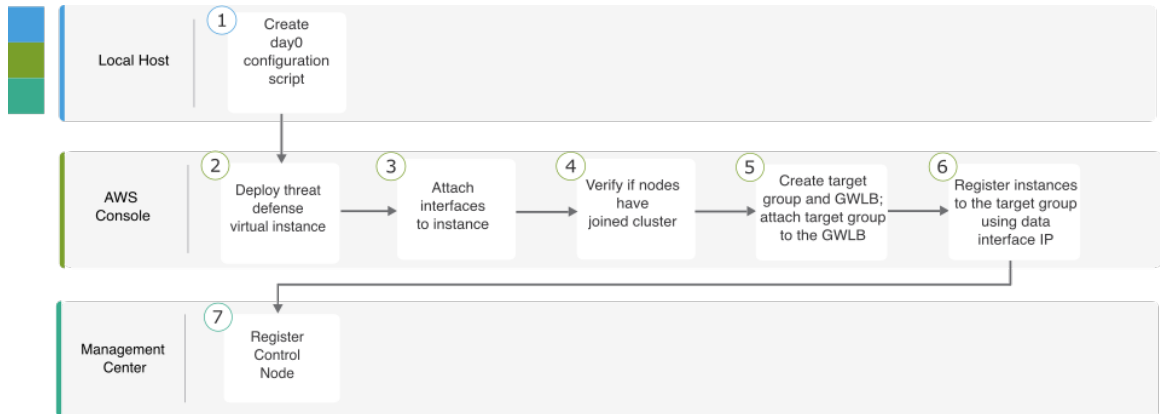 Local Host
1
Create
day0
configuration
script
AWS
Console
2
Deploy threat
defense
virtual instance
3
Attach
interfaces
to instance
4
Verify if nodes
have
joined cluster
5
Create target
group and GWLB;
attach target group
to the GWLB
6
Register instances
to the target group
using data
interface IP
Management
Center
7
Register
Control
Node